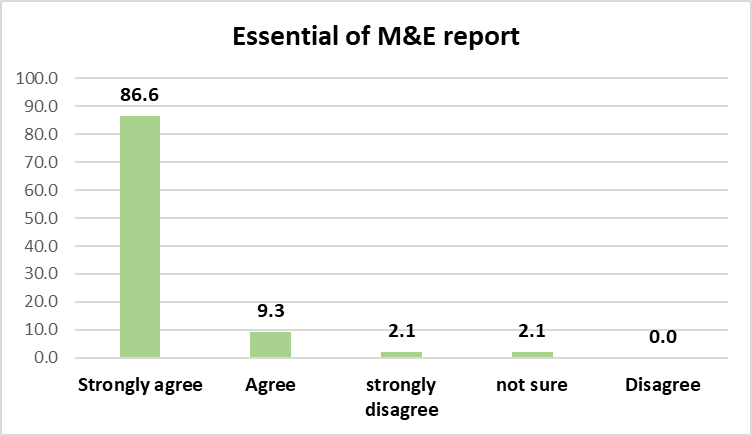 Essential of M&E report
100.0
90.0
80.0
70.0
60.0
50.0
40.0
30.0
20.0
10.0
0.0
86.6
9.3
2.1
2.1
0.0
Strongly agree
Agree
strongly
disagree
not sure
Disagree